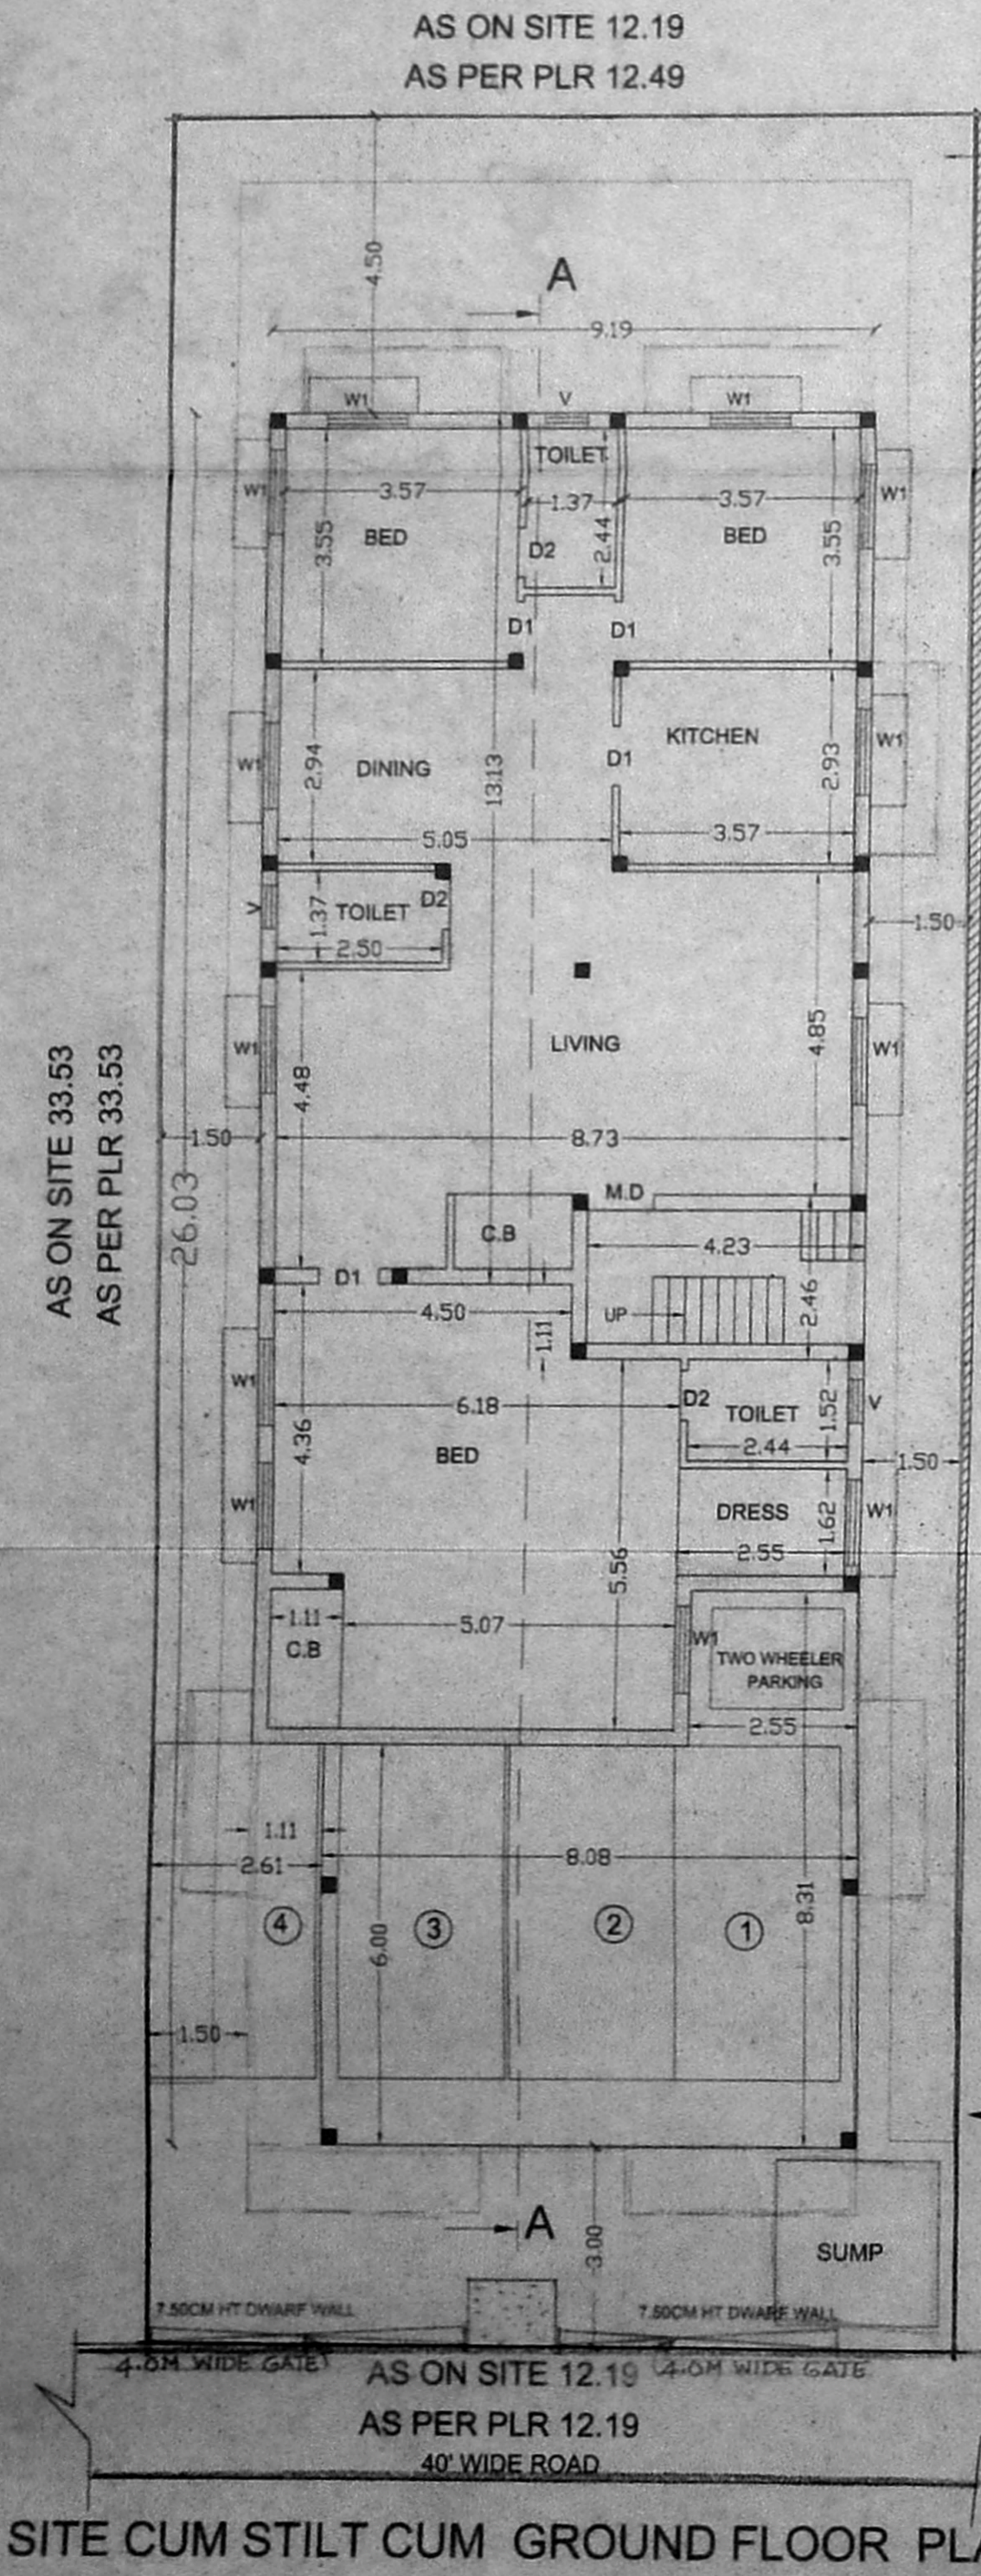 AS ON SITE 12.19
AS PER PLR 12.49
4.50
A
9.19
W1
V
W1
TOILET
W1
3.57
1.37
3.57
W1
BED
BED
3.55
2.44
3.55
D2
D1
D1
KITCHEN
W1
W1
DINING
D1
2.94
13.13
2.93
5.05
3.57
V
TOILET
D2
1.37
2.50
1.50
W1
LIVING
W1
4.85
4.48
AS ON SITE 33.53
AS PER PLR 33.53
1.50
8.73
26.03
M.D
C.B
4.23
D1
4.50
UP
2.46
1.11
W1
6.18
D2
TOILET
1.52
V
4.36
BED
2.44
1.50
W1
DRESS
1.62
W1
2.55
5.56
1.11
5.07
C.B
W1
TWO WHEELER
PARKING
2.55
1.11
2.61
8.08
4
3
2
1
6.00
8.31
1.50
A
3.00
SUMP
7.50CM HT DWARF WALL
7.50CM HT DWARF WALL
4.0M WIDE GATE
AS ON SITE 12.19
4.0M WIDE GATE
AS PER PLR 12.19
40' WIDE ROAD
SITE CUM STILT CUM GROUND FLOOR PLA